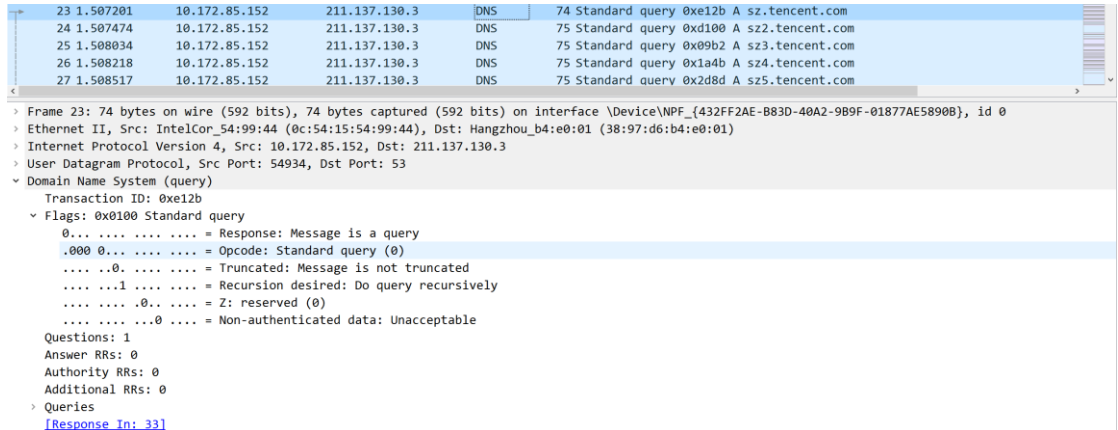 23 1.507201 10.172.85.152 211.137.130.3 DNS 74 Standard query 0xe12b A sz.tencent.com
24 1.507474 10.172.85.152 211.137.130.3 DNS 75 Standard query 0xd100 A sz2.tencent.com
25 1.508034 10.172.85.152 211.137.130.3 DNS 75 Standard query 0x09b2 A sz3.tencent.com
26 1.508218 10.172.85.152 211.137.130.3 DNS 75 Standard query 0x1a4b A sz4.tencent.com
27 1.508517 10.172.85.152 211.137.130.3 DNS 75 Standard query 0x2d8d A sz5.tencent.com
Frame 23: 74 bytes on wire (592 bits), 74 bytes captured (592 bits) on interface \Device\NPF_{432FF2AE-B83D-40A2-9B9F-01877AE5890B}, id 0
Ethernet II, Src: IntelCor_54:99:44 (0c:54:15:54:99:44), Dst: Hangzhou_b4:e0:01 (38:97:d6:b4:e0:01)
Internet Protocol Version 4, Src: 10.172.85.152, Dst: 211.137.130.3
User Datagram Protocol, Src Port: 54934, Dst Port: 53
Domain Name System (query)
Transaction ID: 0xe12b
Flags: 0x0100 Standard query
0... .... .... .... = Response: Message is a query
.000 0... .... .... = Opcode: Standard query (0)
.... ..0. .... .... = Truncated: Message is not truncated
.... ...1 .... .... = Recursion desired: Do query recursively
.... .... .0.. .... = Z: reserved (0)
.... .... ...0 .... = Non-authenticated data: Unacceptable
Questions: 1
Answer RRs: 0
Authority RRs: 0
Additional RRs: 0
Queries
[Response In: 33]